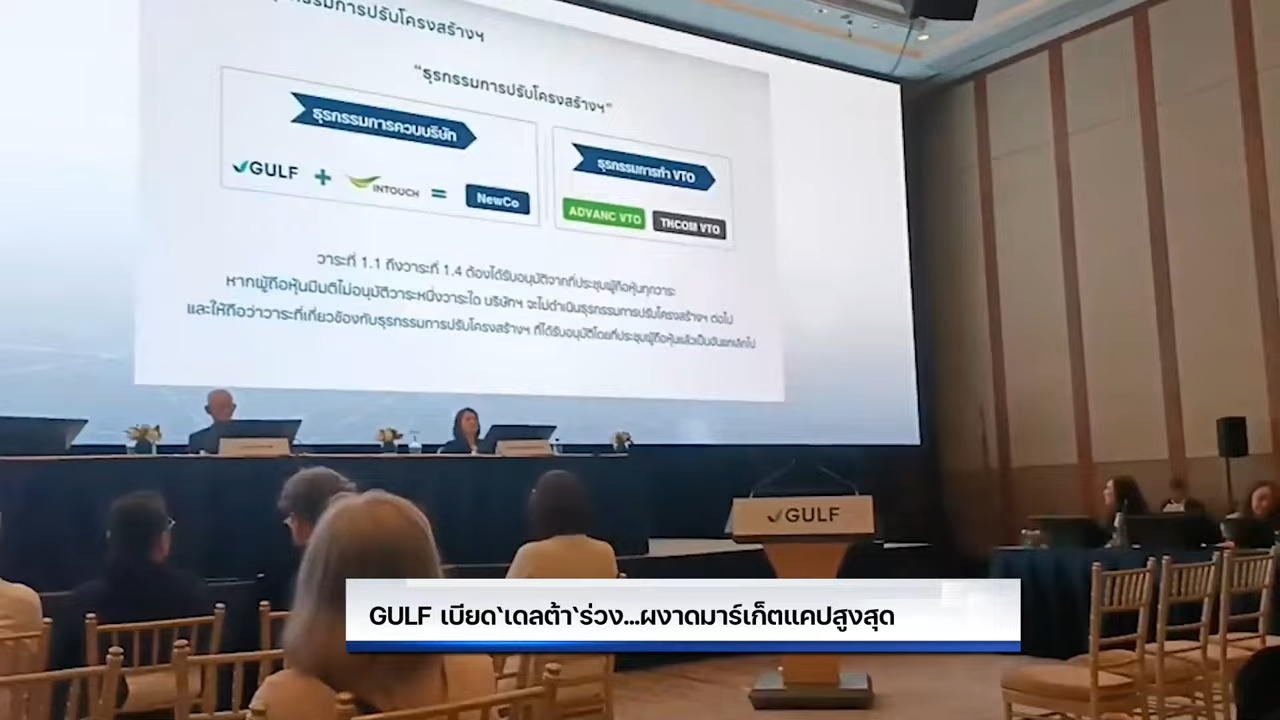 ธุรกรรมการปรับโครงสร้างฯ
"ธุรกรรมการปรับโครงสร้างฯ"
ธุรกรรมการควบบริษัท
GULF + INTOUCH = NewCo
ธุรกรรมการทำ VTO
ADVANC VTO THCOM VTO
วาระที่ 1.1 ถึงวาระที่ 1.4 ต้องได้รับอนุมัติจากที่ประชุมผู้ถือหุ้นทุกวาระ
หากผู้ถือหุ้นมีมติไม่อนุมัติวาระหนึ่งวาระใด บริษัทฯ จะไม่ดำเนินธุรกรรมการปรับโครงสร้างฯ ต่อไป
และให้ถือว่าวาระที่เกี่ยวข้องกับธุรกรรมการปรับโครงสร้างฯ ที่ได้รับอนุมัติโดยที่ประชุมผู้ถือหุ้นแล้วเป็นอันยกเลิกไป
GULF
GULF เบียด`เดลต้า`ร่วง...ผงาดมาร์เก็ตแคปสูงสุด